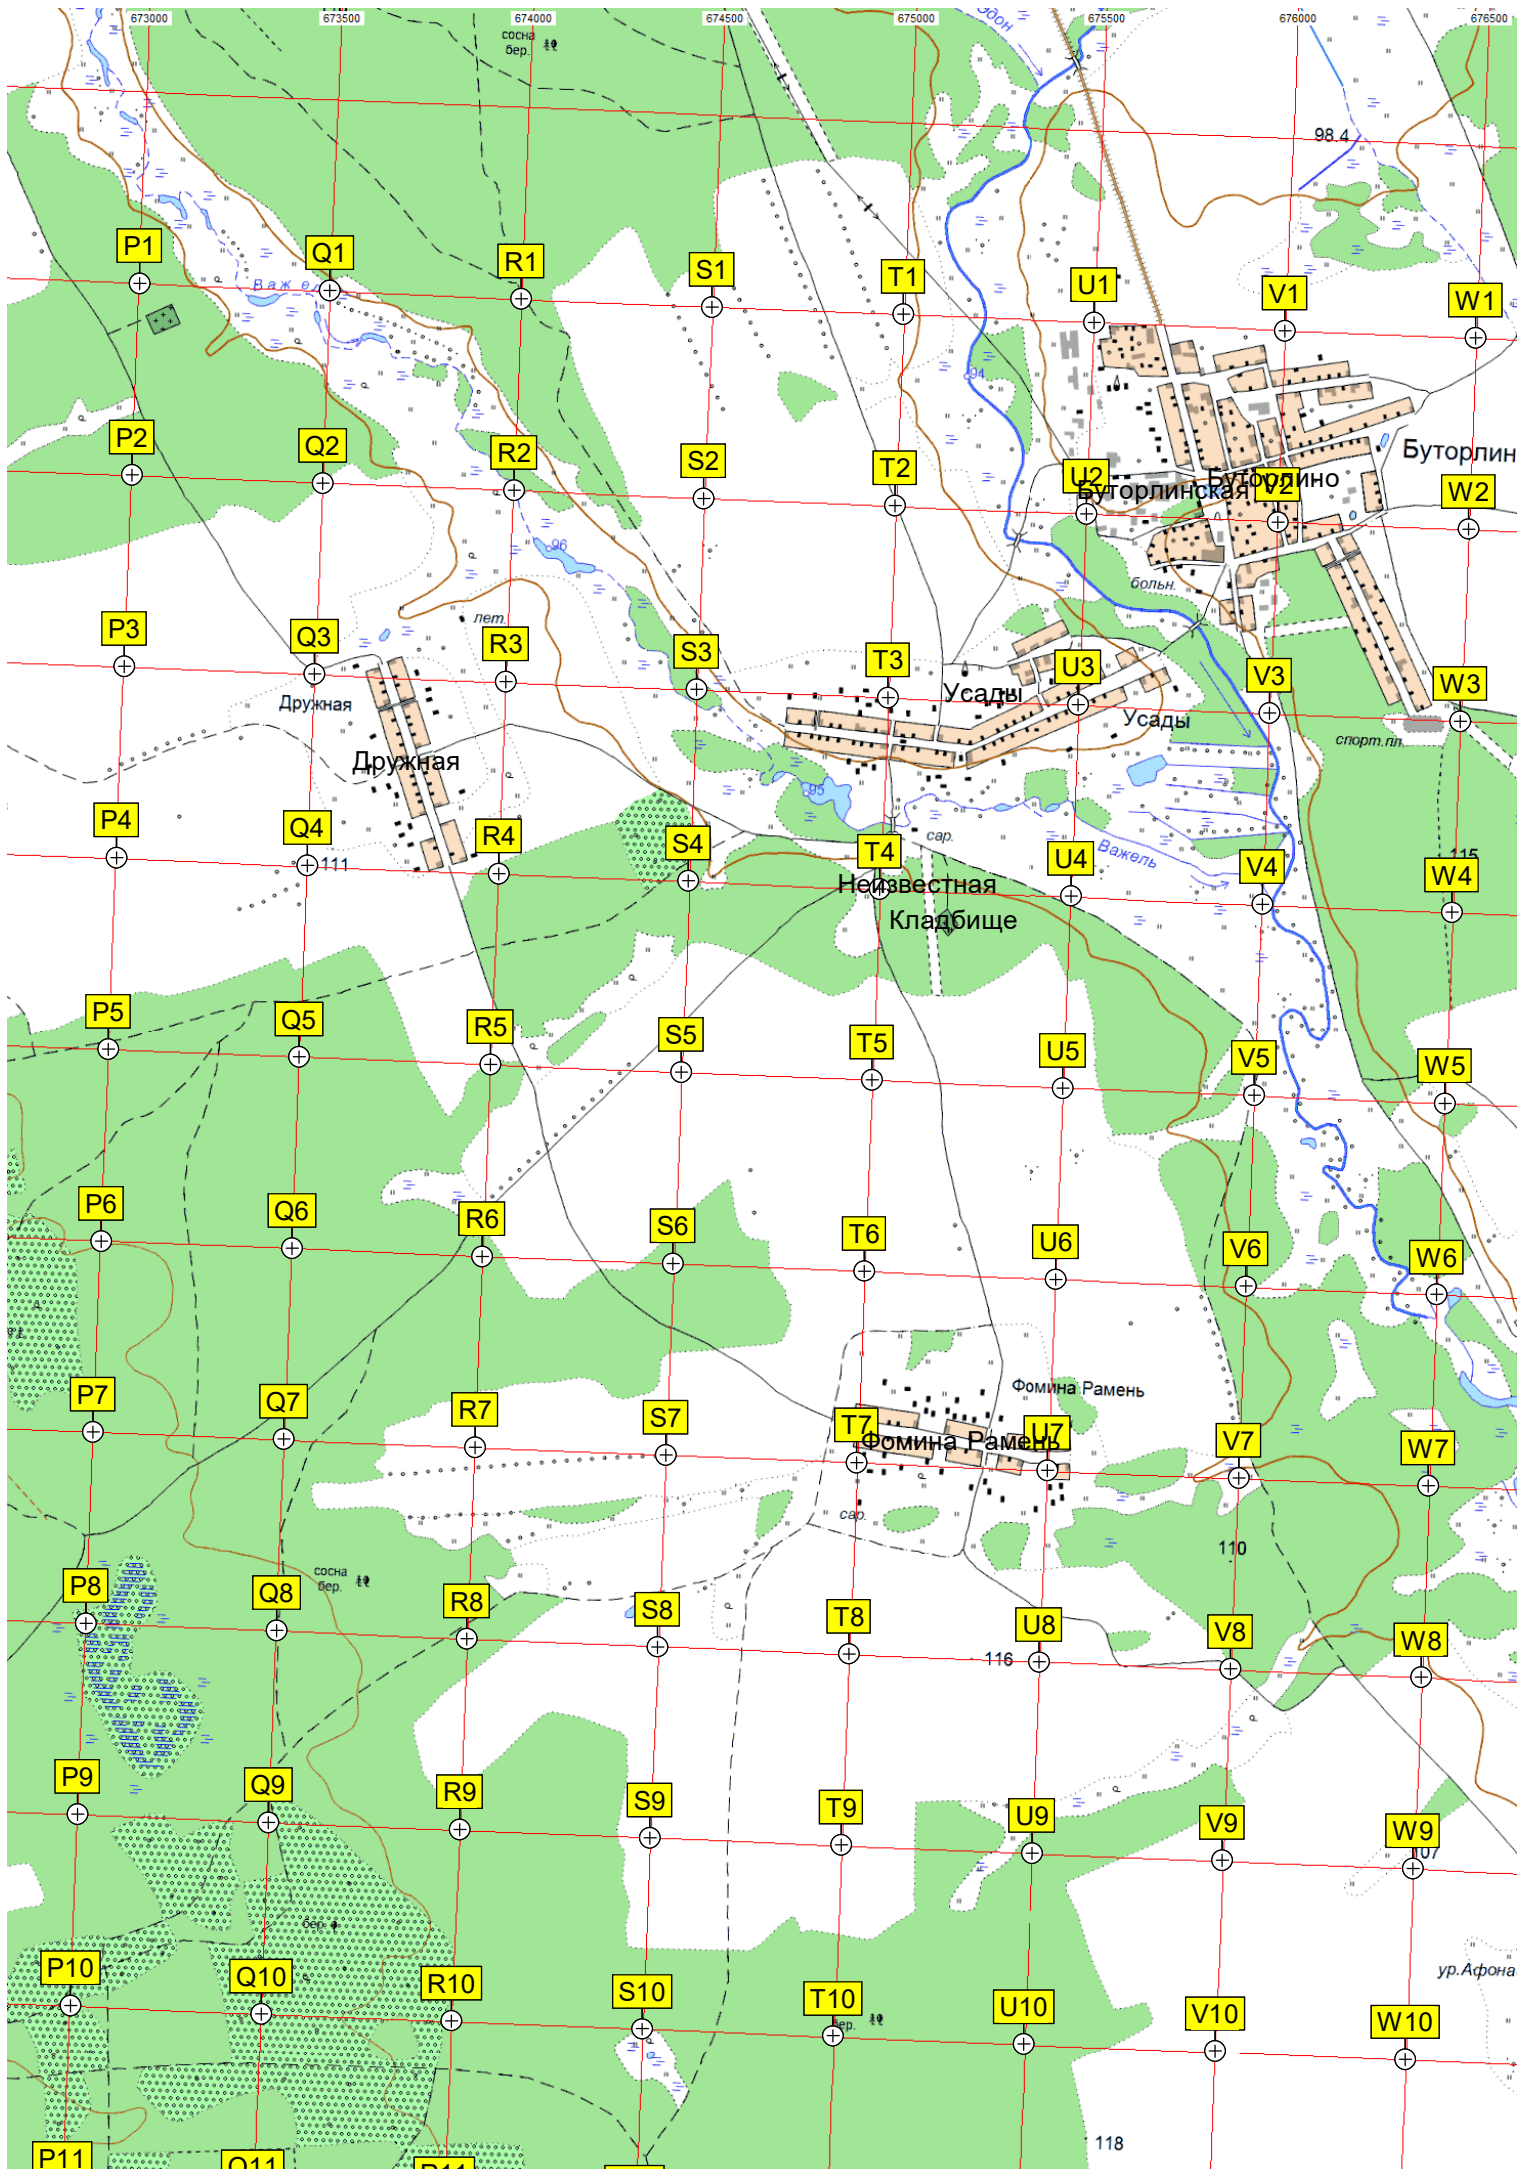 673000 673500 674000 674500 675000 675500 676000 676500
сосна
бер.
98.4
P1 Q1 R1 S1 T1 U1 V1 W1
94
P2 Q2 R2 S2 T2 U2 V2 W2
Буторлин
Буторлинская
Буторлино
96
больн.
лет.
P3 Q3 R3 S3 T3 U3 V3 W3
Дружная
Усады
Усады
спорт.пл.
Дружная
95
сар.
Важель
P4 Q4 R4 S4 T4 U4 V4 W4
111
115
Неизвестная
Кладбище
P5 Q5 R5 S5 T5 U5 V5 W5
P6 Q6 R6 S6 T6 U6 V6 W6
Фомина Рамень
P7 Q7 R7 S7 T7 U7 V7 W7
Фомина Рамень
сар.
110
сосна
бер.
P8 Q8 R8 S8 T8 U8 V8 W8
116
P9 Q9 R9 S9 T9 U9 V9 W9
107
бер.
P10 Q10 R10 S10 T10 U10 V10 W10
ур.Афона
бер.
118
P11 Q11 R11